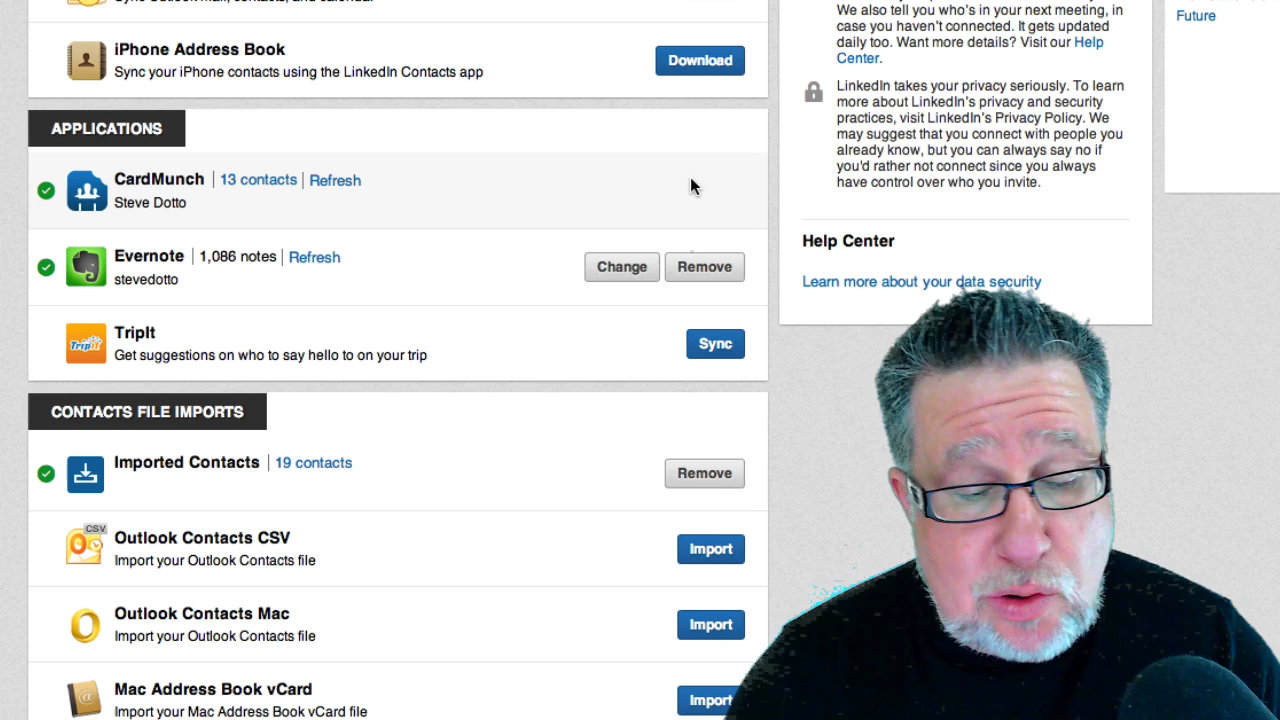 Sync Outlook mail, contacts, and calendar
iPhone Address Book
Sync your iPhone contacts using the LinkedIn Contacts app
Download
APPLICATIONS
CardMunch | 13 contacts | Refresh
Steve Dotto
Evernote | 1,086 notes | Refresh
stevedotto
Change
Remove
TripIt
TripIt
Get suggestions on who to say hello to on your trip
Sync
CONTACTS FILE IMPORTS
Imported Contacts | 19 contacts
Remove
CSV
Outlook Contacts CSV
Import your Outlook Contacts file
Import
Outlook Contacts Mac
Import your Outlook Contacts file
Import
Mac Address Book vCard
Import your Mac Address Book vCard file
Import
We also tell you who's in your next meeting, in
case you haven't connected. It gets updated
daily too. Want more details? Visit our Help
Center.
LinkedIn takes your privacy seriously. To learn
more about LinkedIn's privacy and security
practices, visit LinkedIn's Privacy Policy. We
may suggest that you connect with people you
already know, but you can always say no if
you'd rather not connect since you always
have control over who you invite.
Help Center
Learn more about your data security
Future